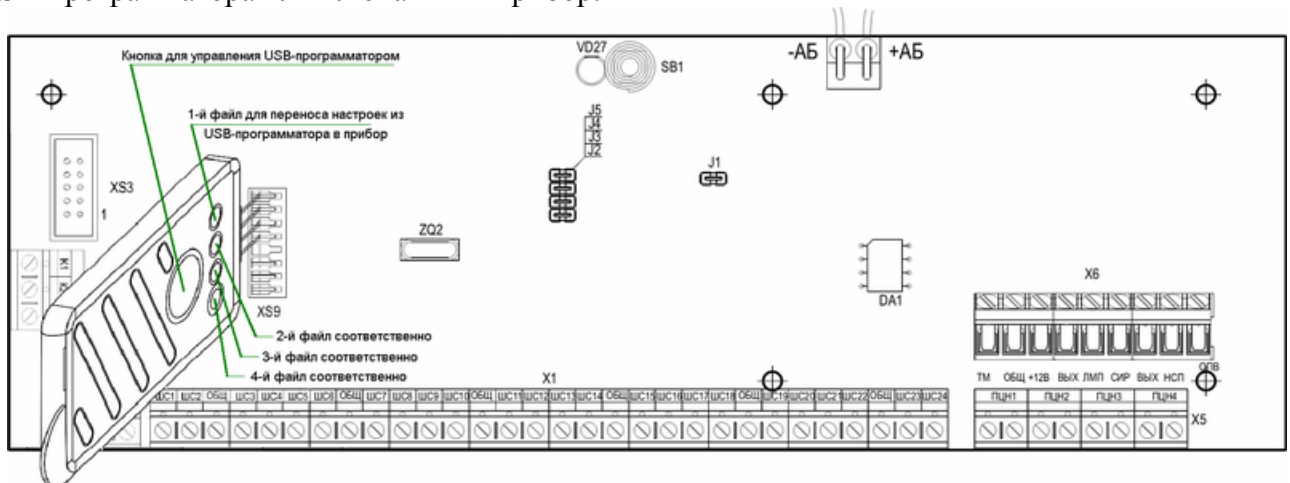 Кнопка для управления USB-программатором
VD27
SB1
-АБ
+АБ
1-й файл для переноса настроек из
USB-программатора в прибор
J5
J4
J3
J2
J1
XS3
1
ZQ2
К1
XS9
DA1
X6
2-й файл соответственно
3-й файл соответственно
4-й файл соответственно
X1
ТМ ОБЩ +12В ВЫХ ЛМП СИР ВЫХ НСП
ШС1 ШС2 ОБЩ ШС3 ШС4 ШС5 ШС6 ОБЩ ШС7 ШС8 ШС9 ШС10 ОБЩ ШС11 ШС12 ШС13 ШС14 ОБЩ ШС15 ШС16 ШС17 ШС18 ОБЩ ШС19 ШС20 ШС21 ШС22 ОБЩ ШС23 ШС24
ПЦН1 ПЦН2 ПЦН3 ПЦН4
X5